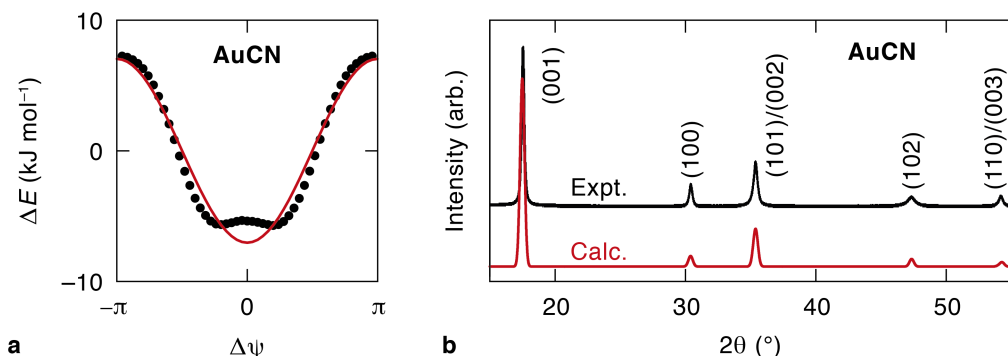 10
AuCN
0
−10
ΔE (kJ mol⁻¹)
−π
0
π
Δψ
a
AuCN
(001)
(100)
(101)/(002)
(102)
(110)/(003)
Expt.
Calc.
Intensity (arb.)
20
30
40
50
2θ (°)
b